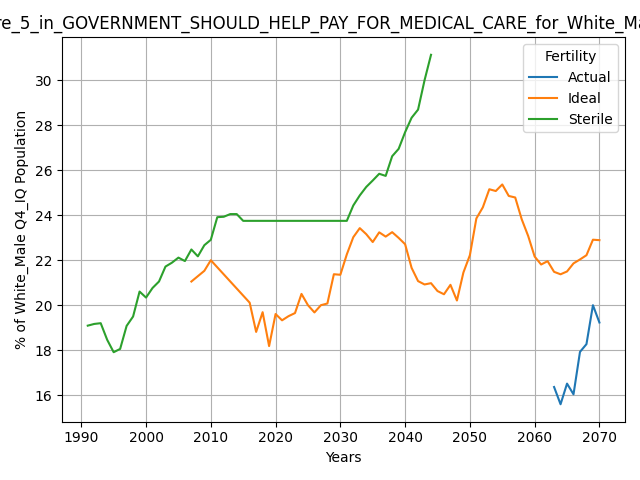 re_5_in_GOVERNMENT_SHOULD_HELP_PAY_FOR_MEDICAL_CARE_for_White_Ma
Fertility
Actual
Ideal
Sterile
% of White_Male Q4_IQ Population
30
28
26
24
22
20
18
16
1990 2000 2010 2020 2030 2040 2050 2060 2070
Years